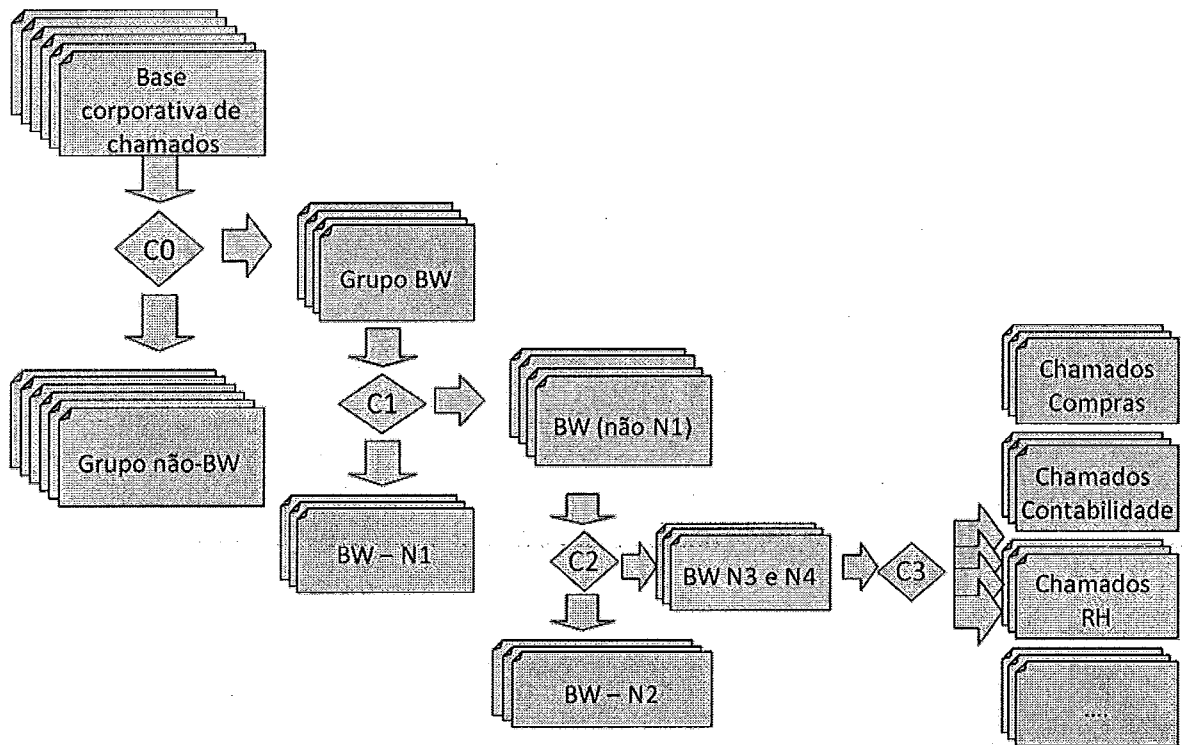 Base
corporativa de
chamados
C0
Grupo BW
Grupo não-BW
C1
BW (não N1)
BW – N1
C2
BW N3 e N4
C3
BW – N2
Chamados
Compras
Chamados
Contabilidade
Chamados
RH
....